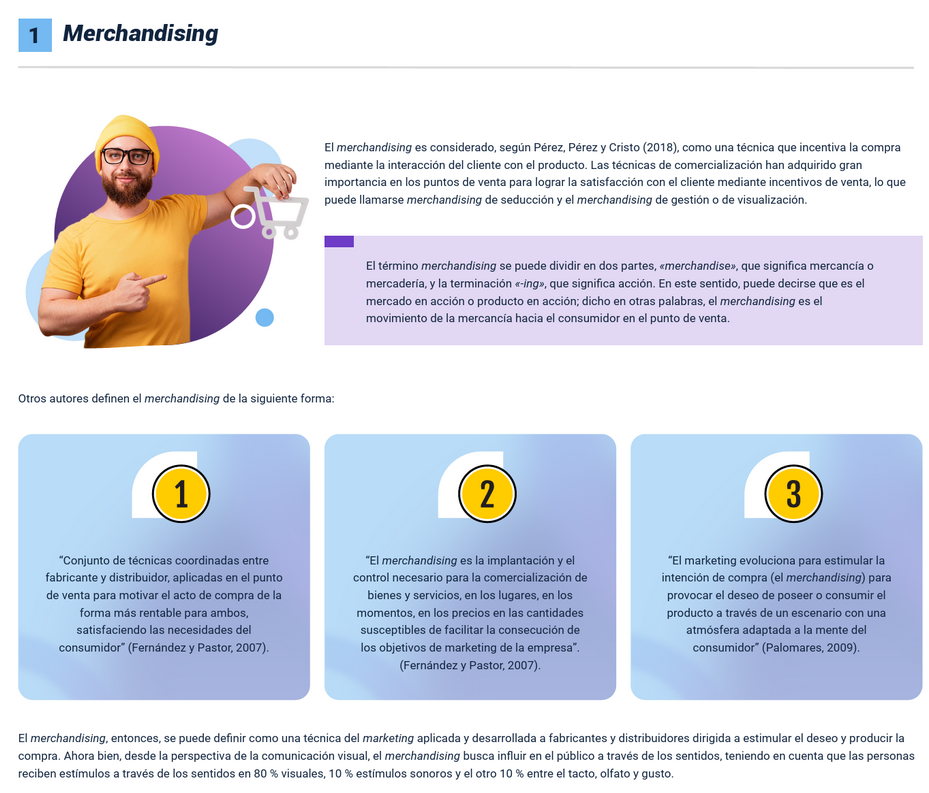 1 Merchandising
El merchandising es considerado, según Pérez, Pérez y Cristo (2018), como una técnica que incentiva la compra
mediante la interacción del cliente con el producto. Las técnicas de comercialización han adquirido gran
importancia en los puntos de venta para lograr la satisfacción con el cliente mediante incentivos de venta, lo que
puede llamarse merchandising de seducción y el merchandising de gestión o de visualización.
El término merchandising se puede dividir en dos partes, «merchandise», que significa mercancía o
mercadería, y la terminación «-ing», que significa acción. En este sentido, puede decirse que es el
mercado en acción o producto en acción; dicho en otras palabras, el merchandising es el
movimiento de la mercancía hacia el consumidor en el punto de venta.
Otros autores definen el merchandising de la siguiente forma:
1
“Conjunto de técnicas coordinadas entre
fabricante y distribuidor, aplicadas en el punto
de venta para motivar el acto de compra de la
forma más rentable para ambos,
satisfaciendo las necesidades del
consumidor” (Fernández y Pastor, 2007).
2
“El merchandising es la implantación y el
control necesario para la comercialización de
bienes y servicios, en los lugares, en los
momentos, en los precios en las cantidades
susceptibles de facilitar la consecución de
los objetivos de marketing de la empresa”.
(Fernández y Pastor, 2007).
3
“El marketing evoluciona para estimular la
intención de compra (el merchandising) para
provocar el deseo de poseer o consumir el
producto a través de un escenario con una
atmósfera adaptada a la mente del
consumidor” (Palomares, 2009).
El merchandising, entonces, se puede definir como una técnica del marketing aplicada y desarrollada a fabricantes y distribuidores dirigida a estimular el deseo y producir la
compra. Ahora bien, desde la perspectiva de la comunicación visual, el merchandising busca influir en el público a través de los sentidos, teniendo en cuenta que las personas
reciben estímulos a través de los sentidos en 80 % visuales, 10 % estímulos sonoros y el otro 10 % entre el tacto, olfato y gusto.